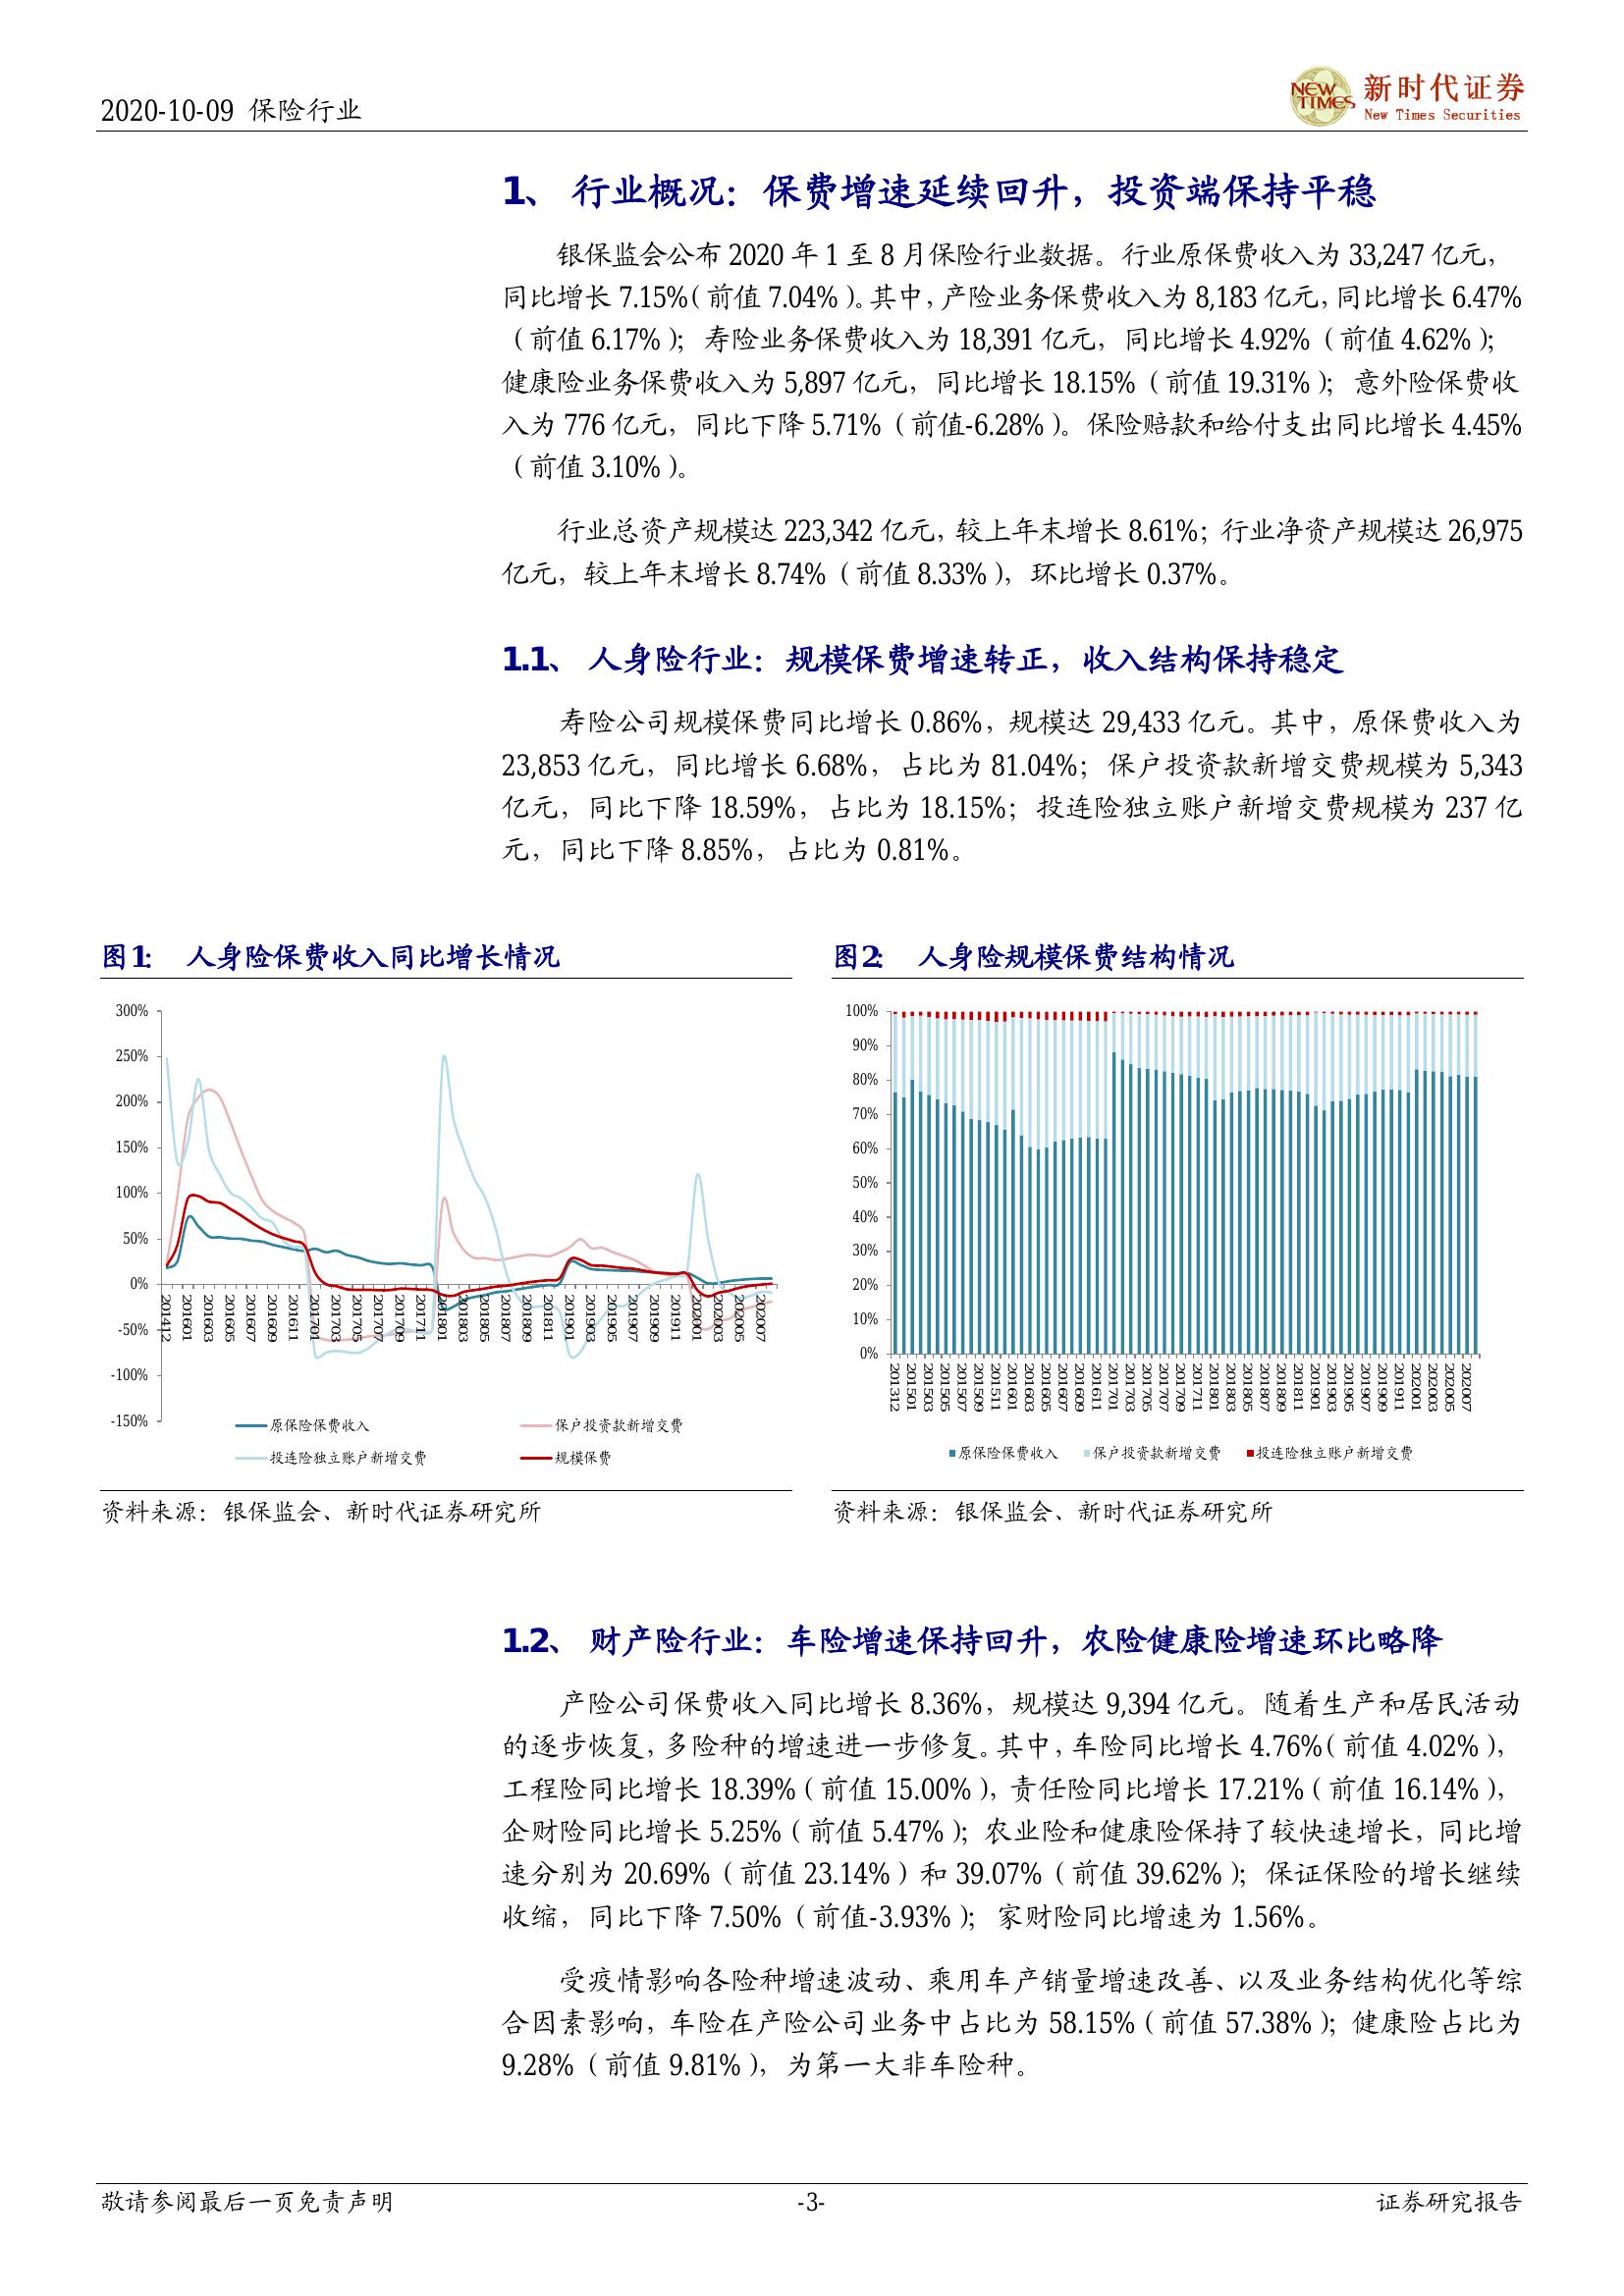 2020-10-09 保险行业
NEW TIMES
新时代证券
New Times Securities
1、 行业概况：保费增速延续回升，投资端保持平稳
银保监会公布 2020 年 1 至 8 月保险行业数据。行业原保费收入为 33,247 亿元，
同比增长 7.15%（前值 7.04%）。其中，产险业务保费收入为 8,183 亿元，同比增长 6.47%
（前值 6.17%）；寿险业务保费收入为 18,391 亿元，同比增长 4.92%（前值 4.62%）；
健康险业务保费收入为 5,897 亿元，同比增长 18.15%（前值 19.31%）；意外险保费收
入为 776 亿元，同比下降 5.71%（前值-6.28%）。保险赔款和给付支出同比增长 4.45%
（前值 3.10%）。
行业总资产规模达 223,342 亿元，较上年末增长 8.61%；行业净资产规模达 26,975
亿元，较上年末增长 8.74%（前值 8.33%），环比增长 0.37%。
1.1、 人身险行业：规模保费增速转正，收入结构保持稳定
寿险公司规模保费同比增长 0.86%，规模达 29,433 亿元。其中，原保费收入为
23,853 亿元，同比增长 6.68%，占比为 81.04%；保户投资款新增交费规模为 5,343
亿元，同比下降 18.59%，占比为 18.15%；投连险独立账户新增交费规模为 237 亿
元，同比下降 8.85%，占比为 0.81%。
图1： 人身险保费收入同比增长情况
300%
250%
200%
150%
100%
50%
0%
-50%
-100%
-150%
201412 201601 201603 201605 201607 201609 201611 201701 201703 201705 201707 201709 201711 201801 201803 201805 201807 201809 201811 201901 201903 201905 201907 201909 201911 202001 202003 202005 202007
原保险保费收入 保户投资款新增交费
投连险独立账户新增交费 规模保费
资料来源：银保监会、新时代证券研究所
图2： 人身险规模保费结构情况
100%
90%
80%
70%
60%
50%
40%
30%
20%
10%
0%
201312 201501 201503 201505 201507 201509 201511 201601 201603 201605 201607 201609 201611 201701 201703 201705 201707 201709 201711 201801 201803 201805 201807 201809 201811 201901 201903 201905 201907 201909 201911 202001 202003 202005 202007
原保险保费收入 保户投资款新增交费 投连险独立账户新增交费
资料来源：银保监会、新时代证券研究所
1.2、 财产险行业：车险增速保持回升，农险健康险增速环比略降
产险公司保费收入同比增长 8.36%，规模达 9,394 亿元。随着生产和居民活动
的逐步恢复，多险种的增速进一步修复。其中，车险同比增长 4.76%（前值 4.02%），
工程险同比增长 18.39%（前值 15.00%），责任险同比增长 17.21%（前值 16.14%），
企财险同比增长 5.25%（前值 5.47%）；农业险和健康险保持了较快速增长，同比增
速分别为 20.69%（前值 23.14%）和 39.07%（前值 39.62%）；保证保险的增长继续
收缩，同比下降 7.50%（前值-3.93%）；家财险同比增速为 1.56%。
受疫情影响各险种增速波动、乘用车产销量增速改善、以及业务结构优化等综
合因素影响，车险在产险公司业务中占比为 58.15%（前值 57.38%）；健康险占比为
9.28%（前值 9.81%），为第一大非车险种。
敬请参阅最后一页免责声明
-3-
证券研究报告